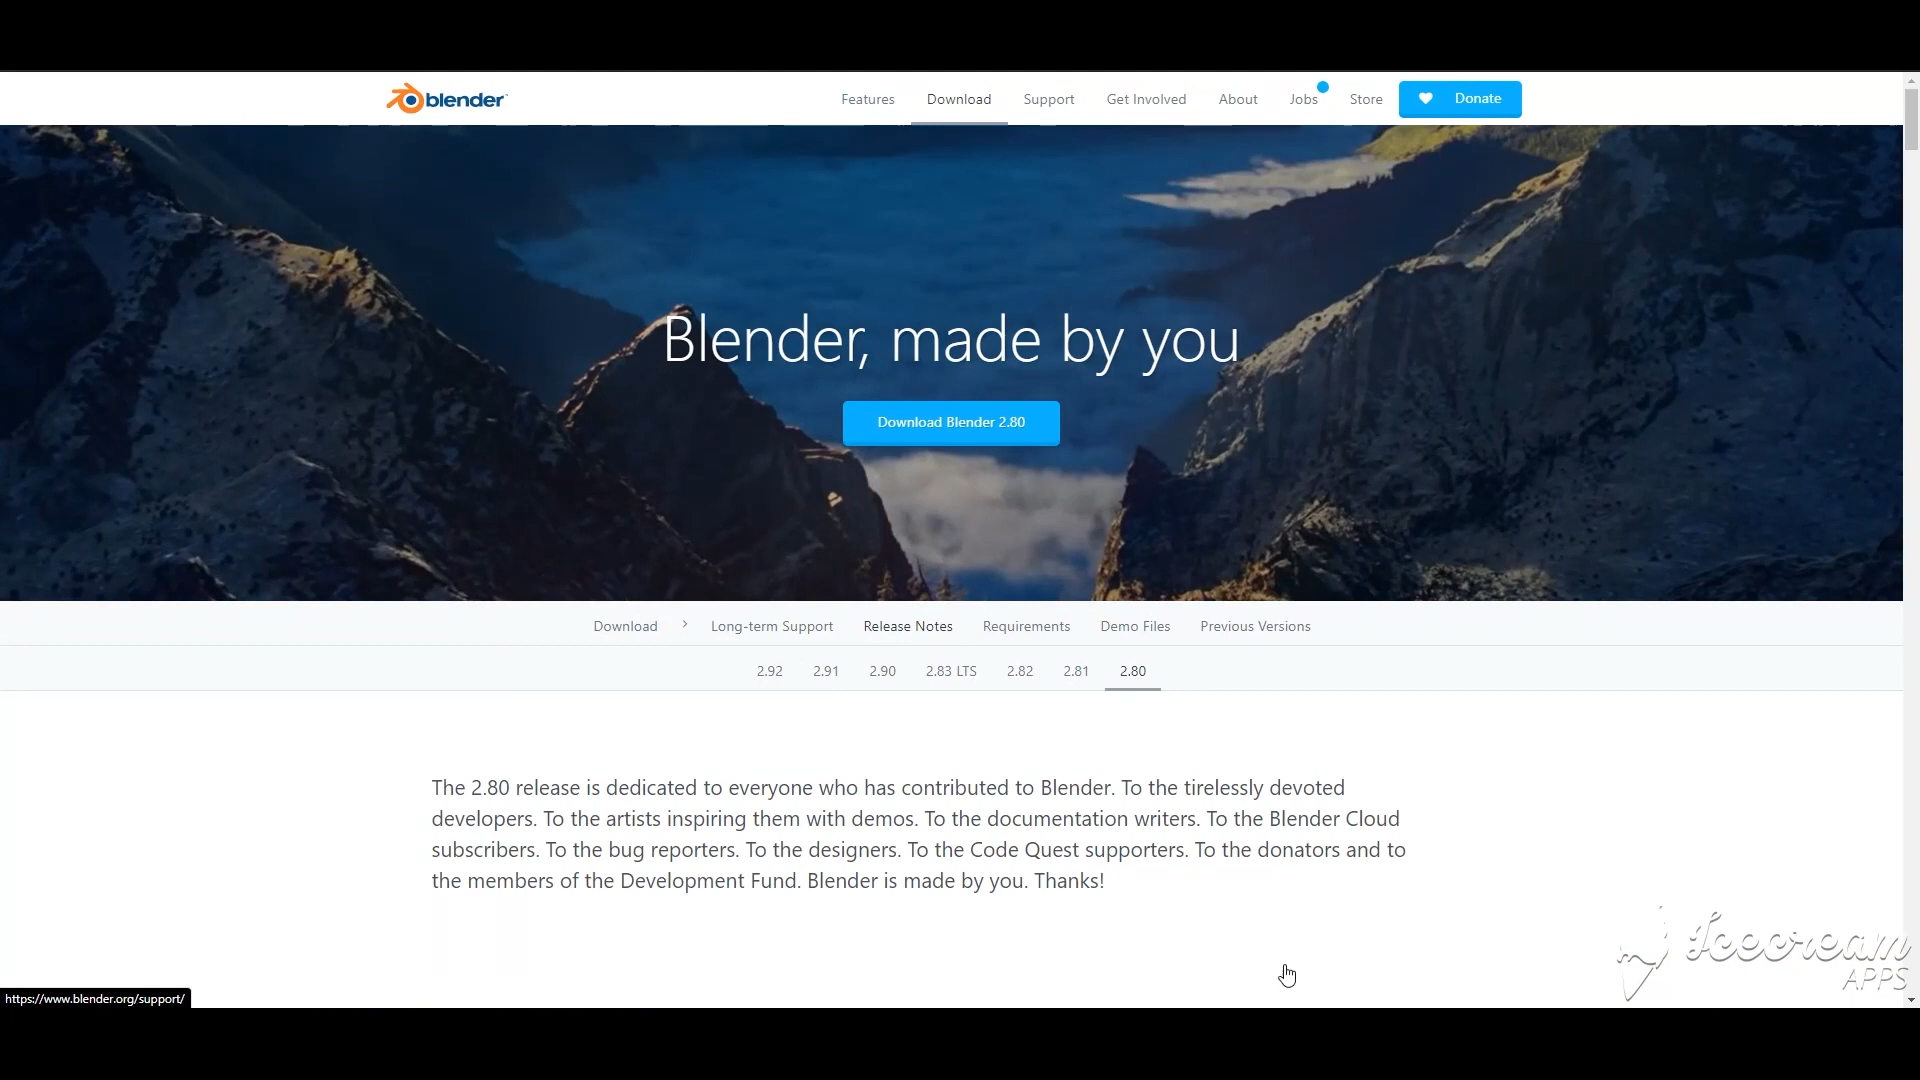 blender
Features Download Support Get Involved About Jobs Store Donate
Blender, made by you
Download Blender 2.80
Download > Long-term Support Release Notes Requirements Demo Files Previous Versions
2.92 2.91 2.90 2.83 LTS 2.82 2.81 2.80
The 2.80 release is dedicated to everyone who has contributed to Blender. To the tirelessly devoted
developers. To the artists inspiring them with demos. To the documentation writers. To the Blender Cloud
subscribers. To the bug reporters. To the designers. To the Code Quest supporters. To the donators and to
the members of the Development Fund. Blender is made by you. Thanks!
Icecream
APPS
https://www.blender.org/support/